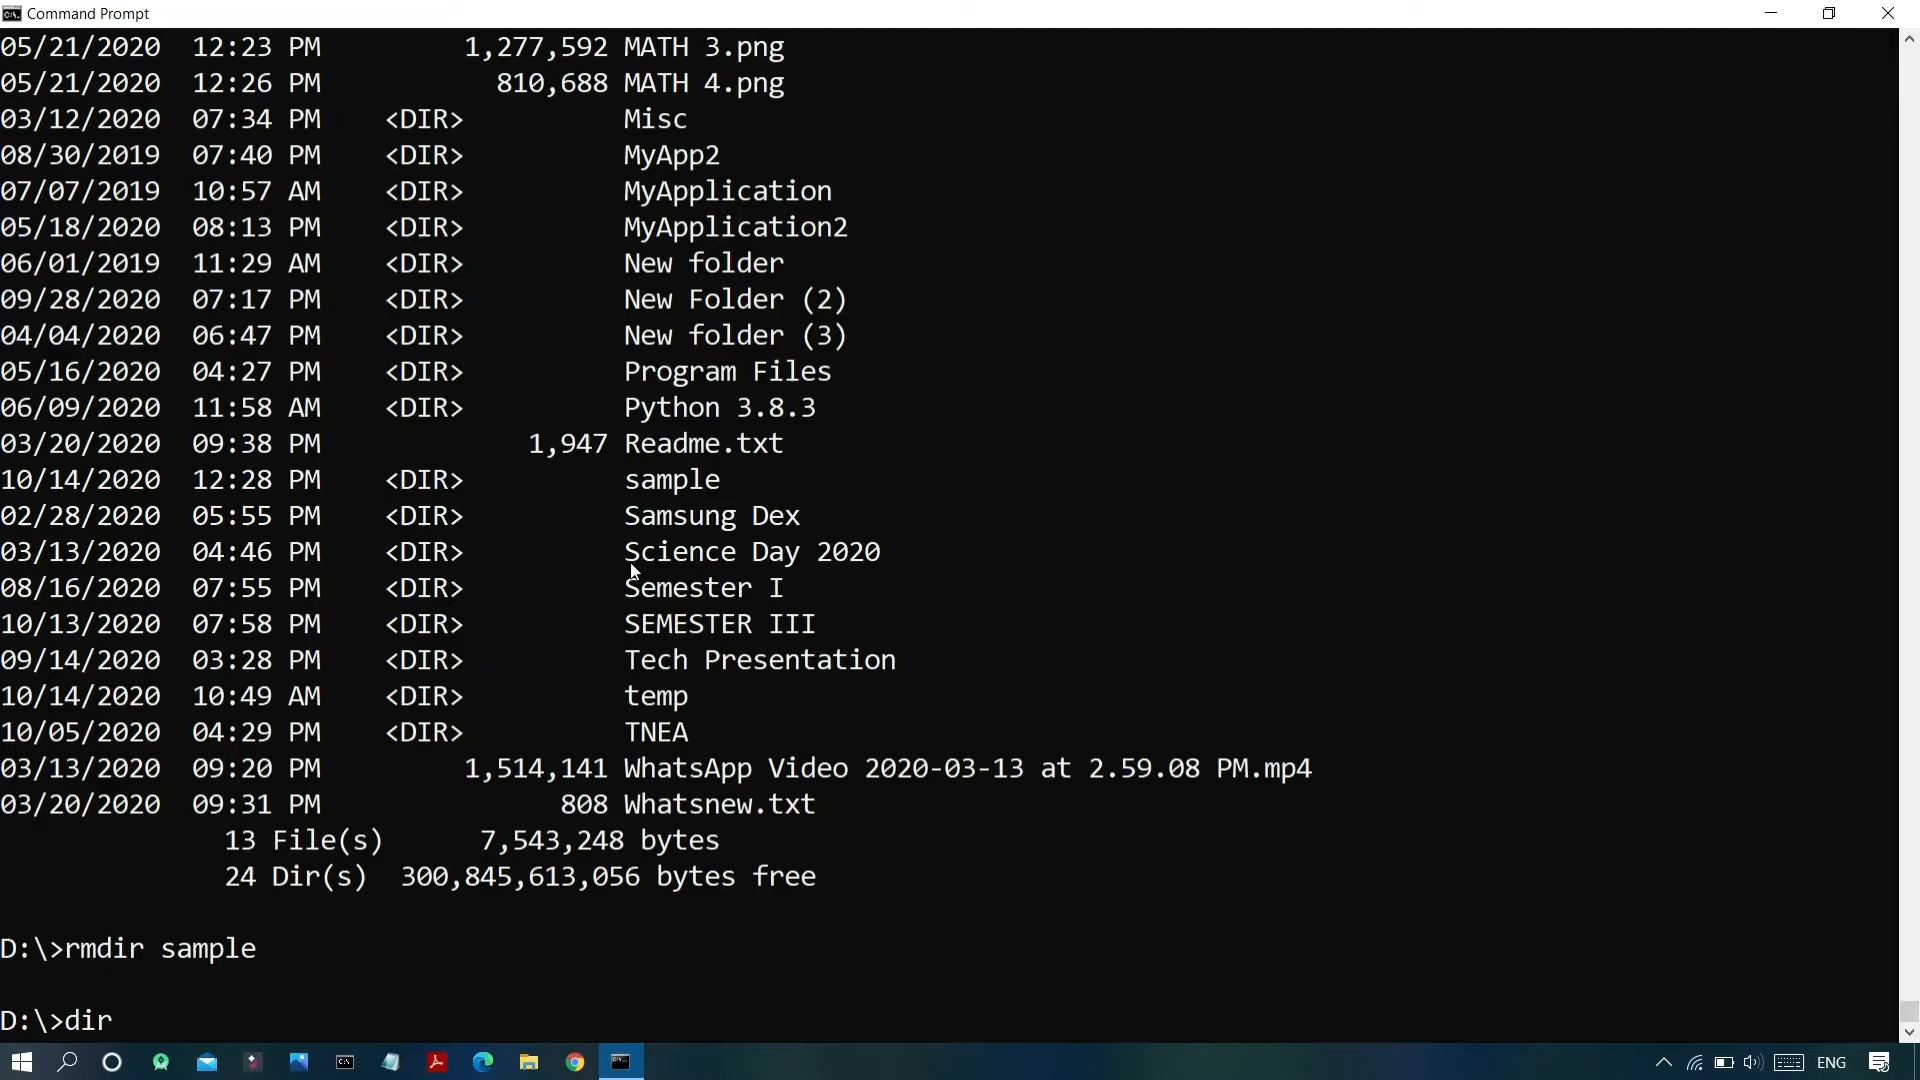 Command Prompt
05/21/2020  12:23 PM         1,277,592 MATH 3.png
05/21/2020  12:26 PM           810,688 MATH 4.png
03/12/2020  07:34 PM    <DIR>          Misc
08/30/2019  07:40 PM    <DIR>          MyApp2
07/07/2019  10:57 AM    <DIR>          MyApplication
05/18/2020  08:13 PM    <DIR>          MyApplication2
06/01/2019  11:29 AM    <DIR>          New folder
09/28/2020  07:17 PM    <DIR>          New Folder (2)
04/04/2020  06:47 PM    <DIR>          New folder (3)
05/16/2020  04:27 PM    <DIR>          Program Files
06/09/2020  11:58 AM    <DIR>          Python 3.8.3
03/20/2020  09:38 PM             1,947 Readme.txt
10/14/2020  12:28 PM    <DIR>          sample
02/28/2020  05:55 PM    <DIR>          Samsung Dex
03/13/2020  04:46 PM    <DIR>          Science Day 2020
08/16/2020  07:55 PM    <DIR>          Semester I
10/13/2020  07:58 PM    <DIR>          SEMESTER III
09/14/2020  03:28 PM    <DIR>          Tech Presentation
10/14/2020  10:49 AM    <DIR>          temp
10/05/2020  04:29 PM    <DIR>          TNEA
03/13/2020  09:20 PM         1,514,141 WhatsApp Video 2020-03-13 at 2.59.08 PM.mp4
03/20/2020  09:31 PM               808 Whatsnew.txt
              13 File(s)      7,543,248 bytes
              24 Dir(s)  300,845,613,056 bytes free
D:\>rmdir sample
D:\>dir
ENG